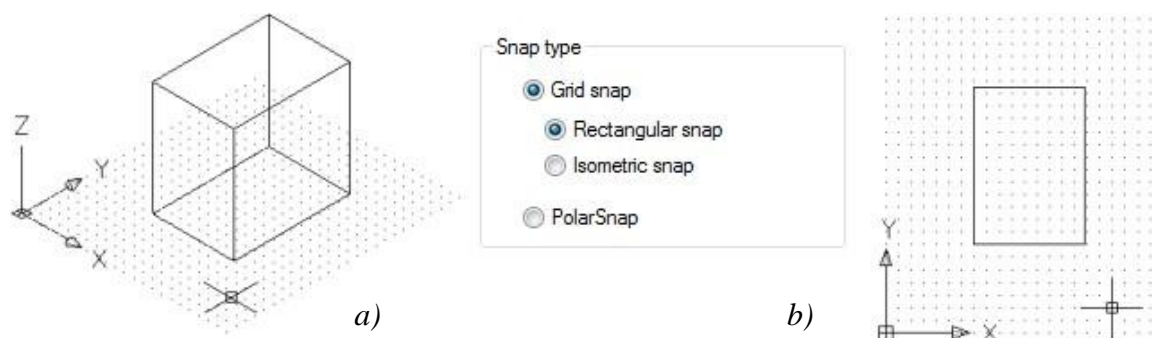 Z
Y
X
a)
Snap type
Grid snap
Rectangular snap
Isometric snap
PolarSnap
b)
Y
X